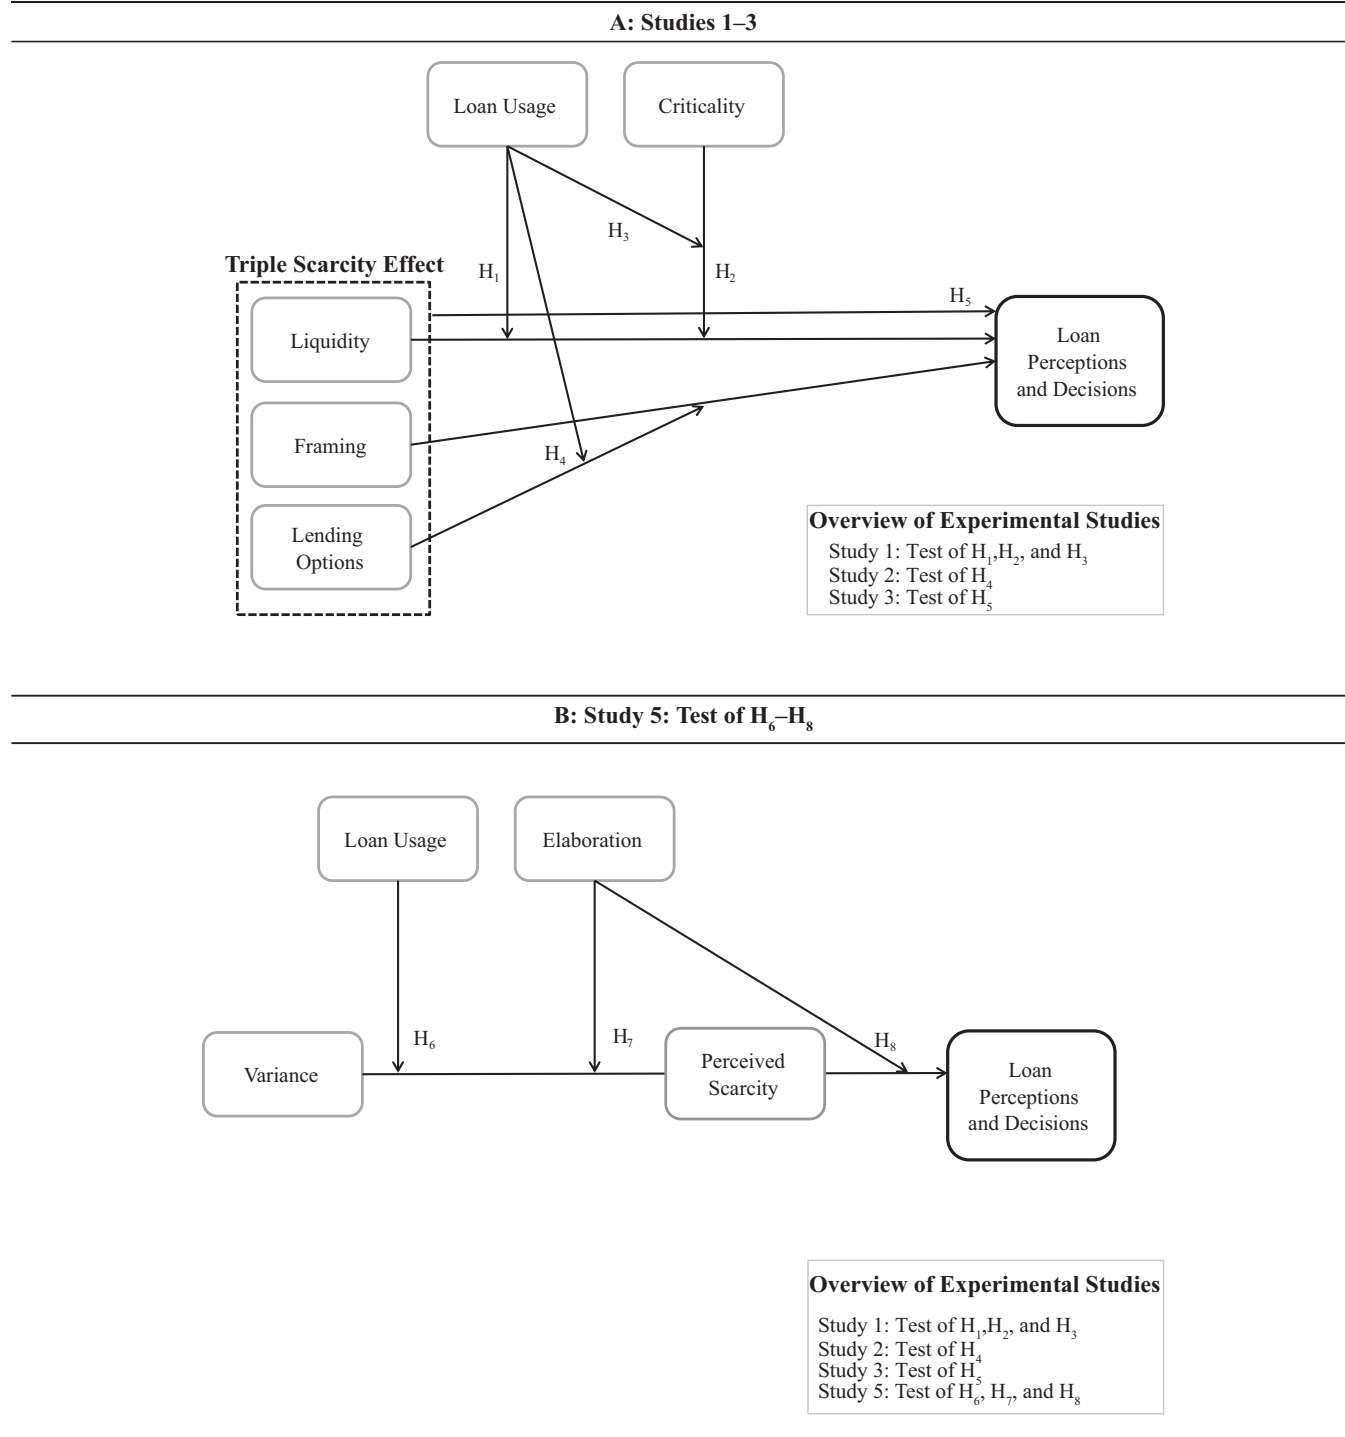 A: Studies 1–3
Loan Usage
Criticality
H₃
Triple Scarcity Effect
H₁
H₂
H₅
Liquidity
Loan
Perceptions
and Decisions
Framing
H₄
Lending
Options
Overview of Experimental Studies
Study 1: Test of H₁,H₂, and H₃
Study 2: Test of H₄
Study 3: Test of H₅
B: Study 5: Test of H₆–H₈
Loan Usage
Elaboration
H₆
H₇
H₈
Variance
Perceived
Scarcity
Loan
Perceptions
and Decisions
Overview of Experimental Studies
Study 1: Test of H₁,H₂, and H₃
Study 2: Test of H₄
Study 3: Test of H₅
Study 5: Test of H₆, H₇, and H₈